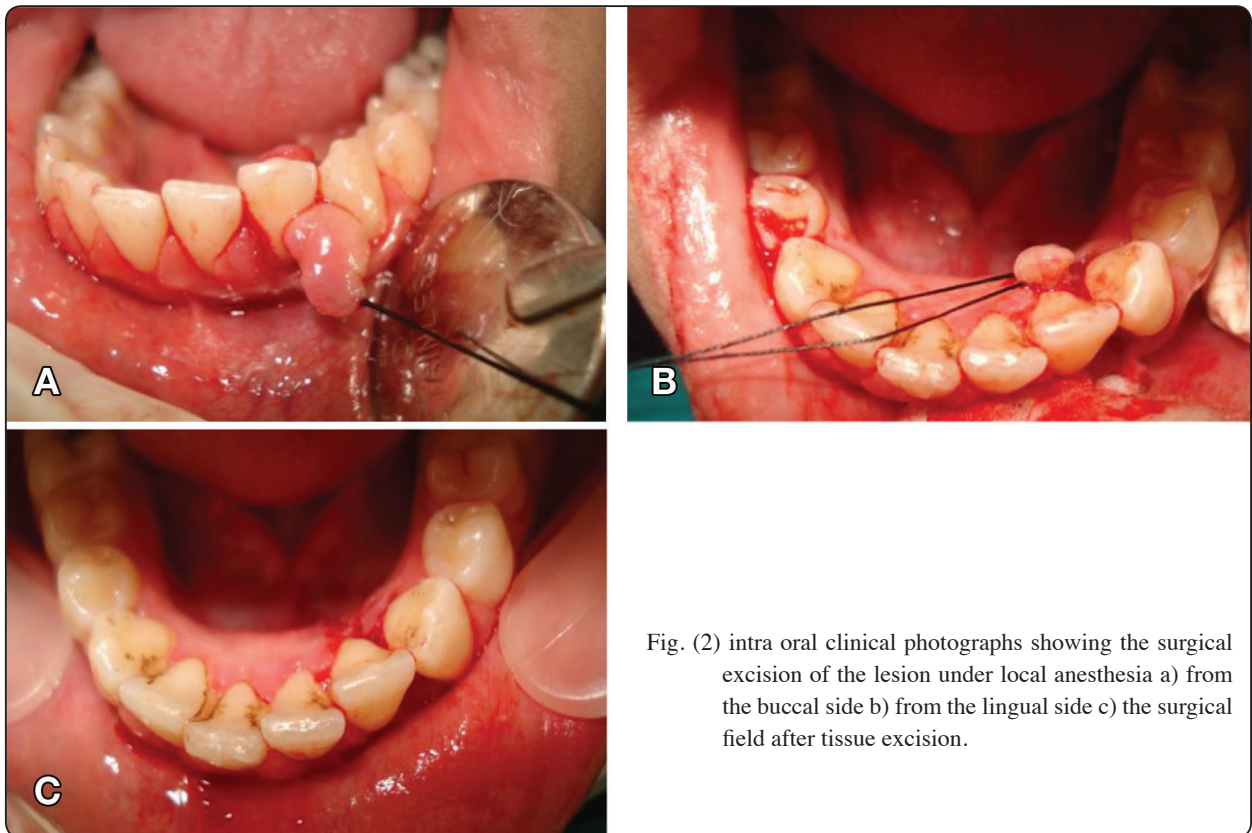 A
B
C
Fig. (2) intra oral clinical photographs showing the surgical
excision of the lesion under local anesthesia a) from
the buccal side b) from the lingual side c) the surgical
field after tissue excision.